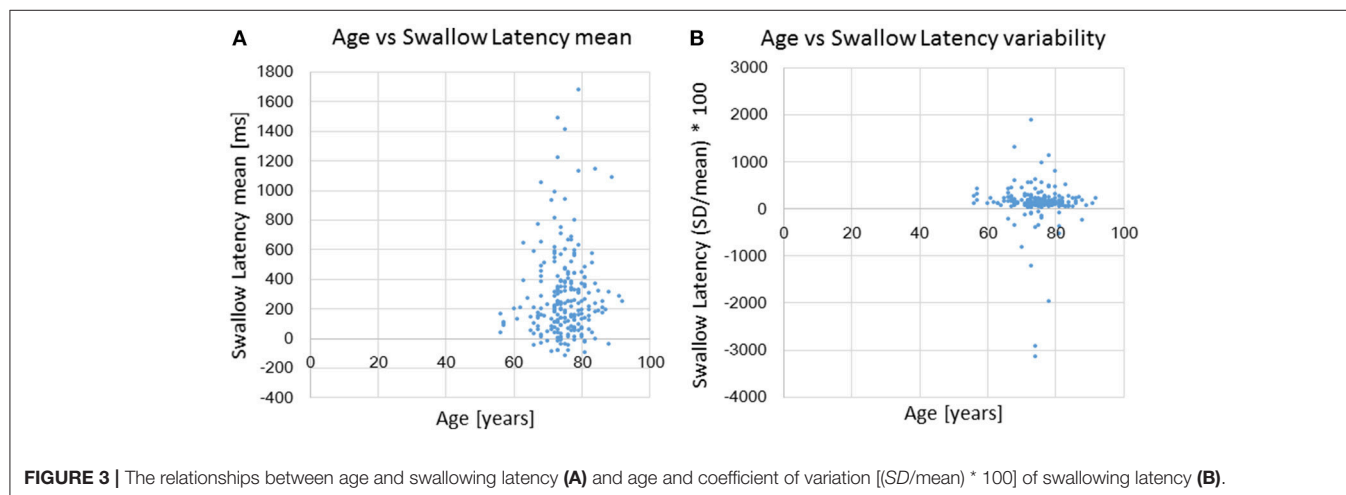 A
Age vs Swallow Latency mean
Swallow Latency mean [ms]
1800
1600
1400
1200
1000
800
600
400
200
0
-200
-400
0 20 40 60 80 100
Age [years]
B
Age vs Swallow Latency variability
Swallow Latency (SD/mean) * 100
3000
2000
1000
0
-1000
-2000
-3000
-4000
0 20 40 60 80 100
Age [years]
FIGURE 3 | The relationships between age and swallowing latency (A) and age and coefficient of variation [(SD/mean) * 100] of swallowing latency (B).